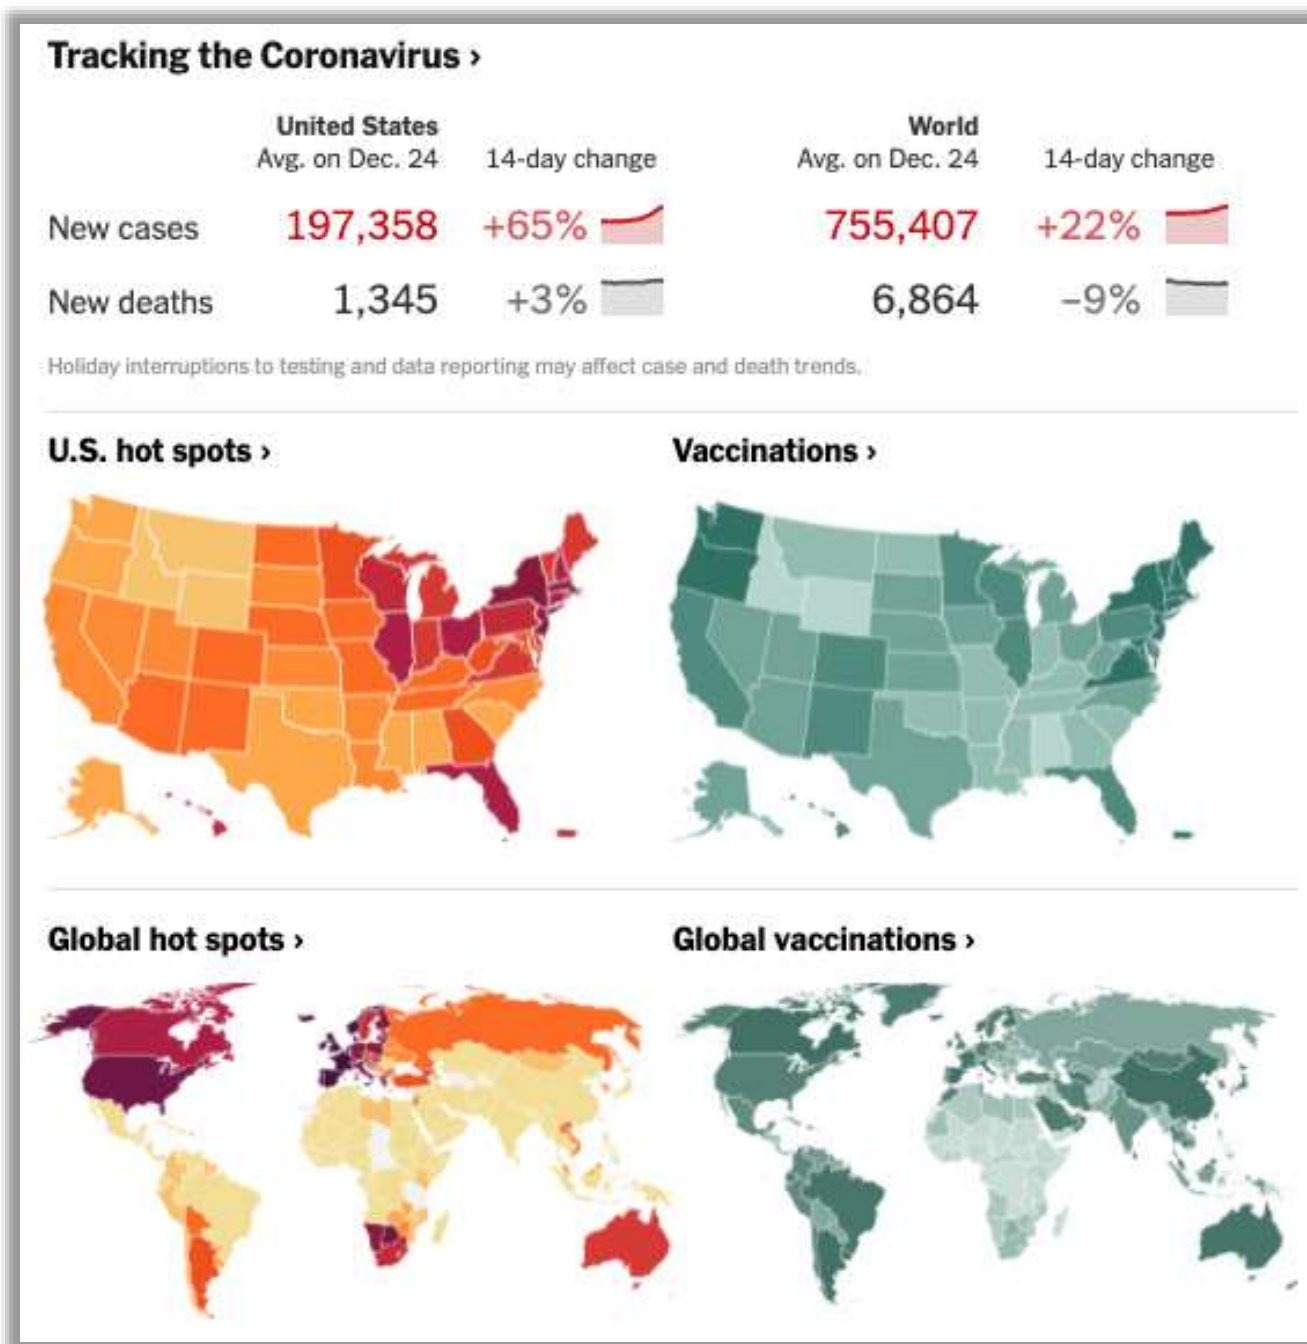 Tracking the Coronavirus ›
United States World
Avg. on Dec. 24 14-day change Avg. on Dec. 24 14-day change
New cases 197,358 +65% 755,407 +22%
New deaths 1,345 +3% 6,864 –9%
Holiday interruptions to testing and data reporting may affect case and death trends.
U.S. hot spots › Vaccinations ›
Global hot spots › Global vaccinations ›